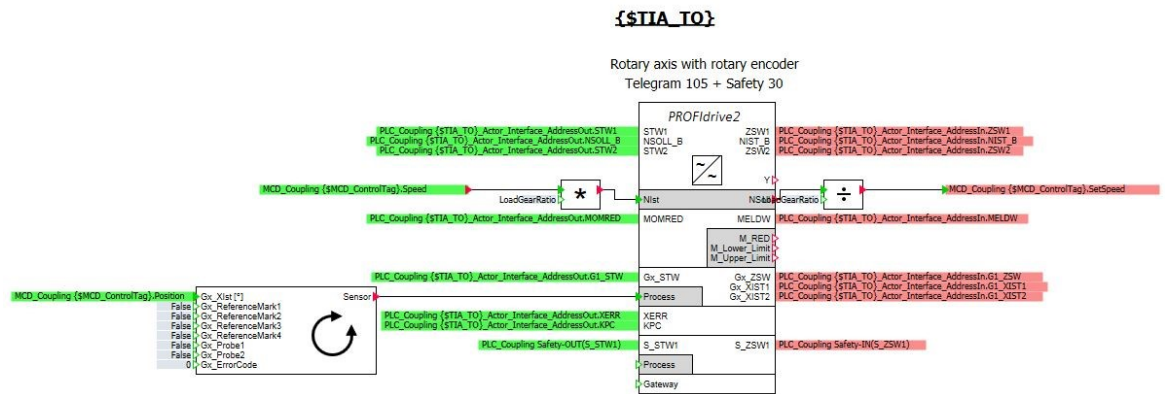 {$TIA_TO}
Rotary axis with rotary encoder
Telegram 105 + Safety 30
PROFIdrive2
PLC_Coupling {$TIA_TO}_Actor_Interface_AddressOut.STW1 STW1 ZSW1 PLC_Coupling {$TIA_TO}_Actor_Interface_AddressIn.ZSW1
PLC_Coupling {$TIA_TO}_Actor_Interface_AddressOut.NSOLL_B NSOLL_B NIST_B PLC_Coupling {$TIA_TO}_Actor_Interface_AddressIn.NIST_B
PLC_Coupling {$TIA_TO}_Actor_Interface_AddressOut.STW2 STW2 ZSW2 PLC_Coupling {$TIA_TO}_Actor_Interface_AddressIn.ZSW2
Y
MCD_Coupling {$MCD_ControlTag}.Speed * ÷ MCD_Coupling {$MCD_ControlTag}.SetSpeed
LoadGearRatio NIst LoadGearRatio
PLC_Coupling {$TIA_TO}_Actor_Interface_AddressOut.MOMRED MOMRED MELDW PLC_Coupling {$TIA_TO}_Actor_Interface_AddressIn.MELDW
M_RED
M_Lower_Limit
M_Upper_Limit
PLC_Coupling {$TIA_TO}_Actor_Interface_AddressOut.G1_STW Gx_STW Gx_ZSW PLC_Coupling {$TIA_TO}_Actor_Interface_AddressIn.G1_ZSW
Gx_XIST1 PLC_Coupling {$TIA_TO}_Actor_Interface_AddressIn.G1_XIST1
MCD_Coupling {$MCD_ControlTag}.Position Gx_XIst [°] Sensor Process Gx_XIST2 PLC_Coupling {$TIA_TO}_Actor_Interface_AddressIn.G1_XIST2
False Gx_ReferenceMark1
False Gx_ReferenceMark2 PLC_Coupling {$TIA_TO}_Actor_Interface_AddressOut.XERR XERR
False Gx_ReferenceMark3 PLC_Coupling {$TIA_TO}_Actor_Interface_AddressOut.KPC KPC
False Gx_ReferenceMark4
False Gx_Probe1 PLC_Coupling Safety-OUT(S_STW1) S_STW1 S_ZSW1 PLC_Coupling Safety-IN(S_ZSW1)
False Gx_Probe2
0 Gx_ErrorCode Process
Gateway